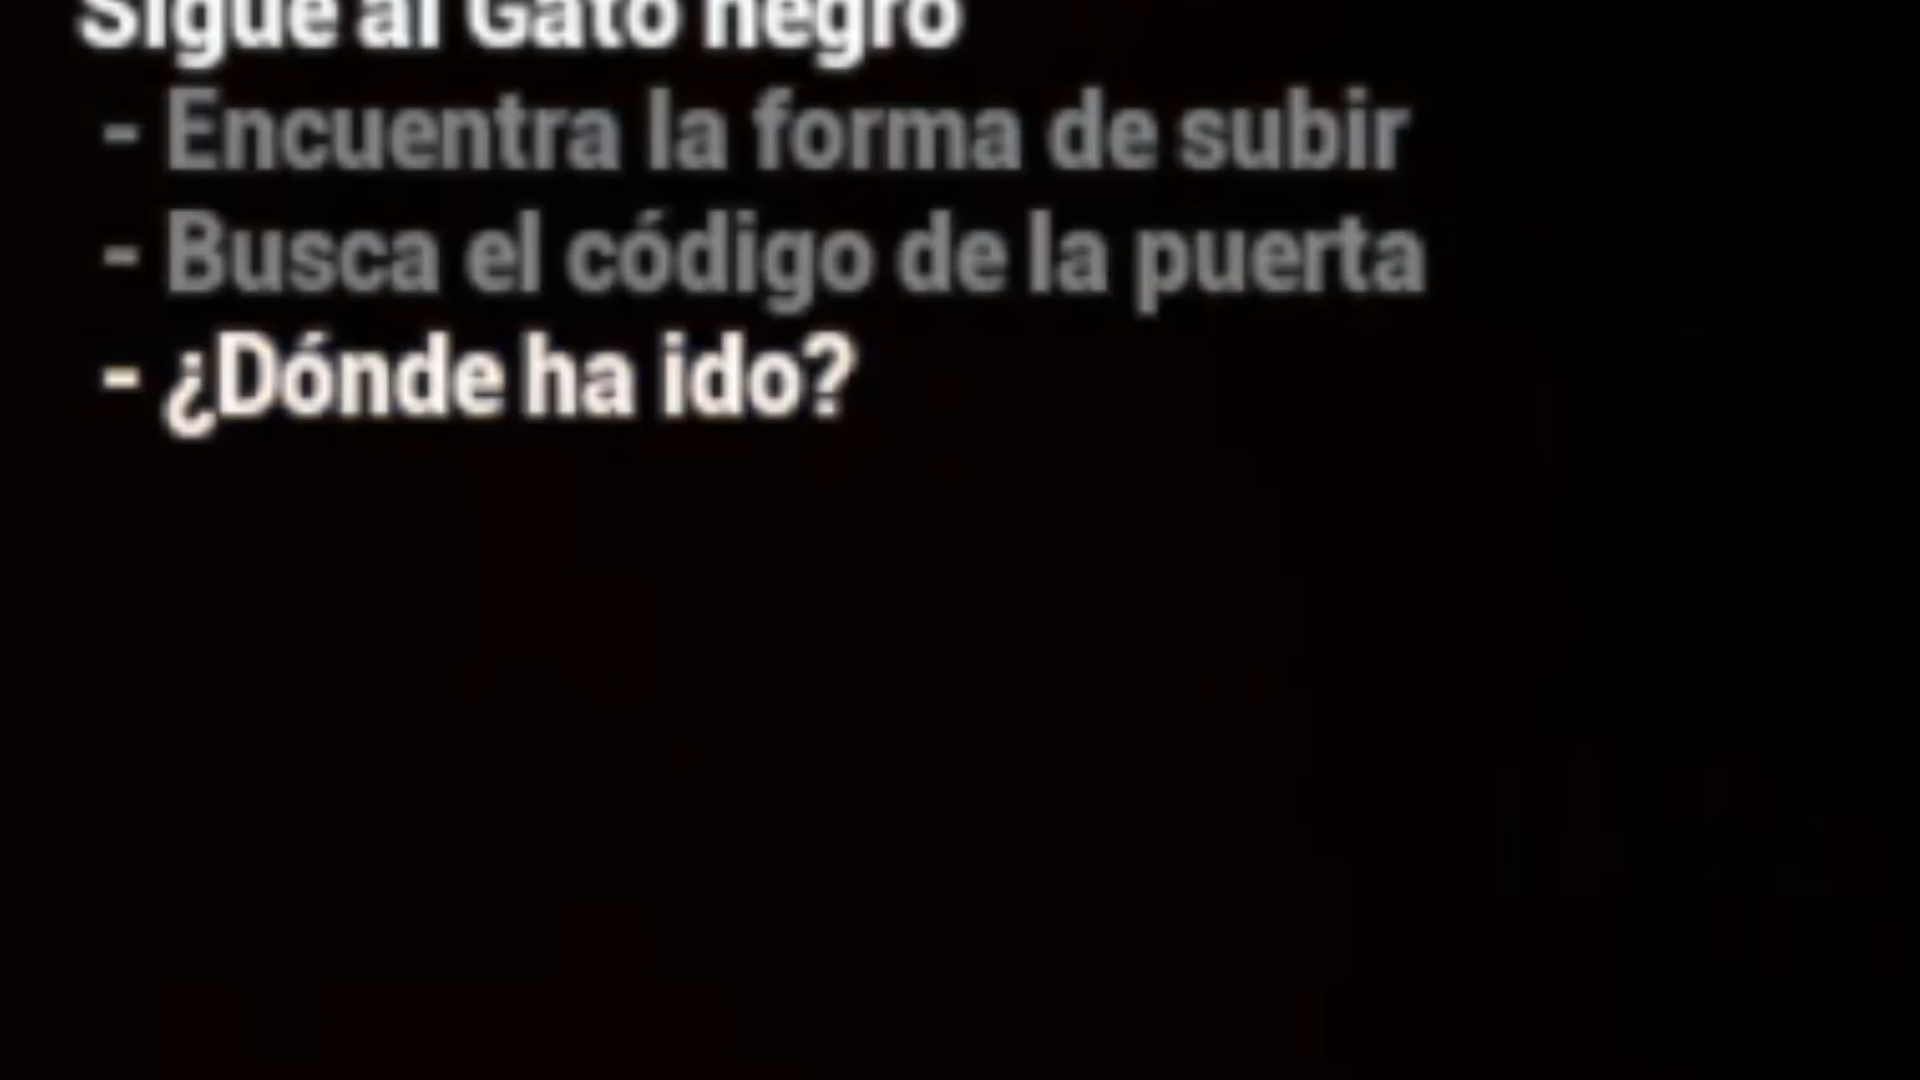 Sigue al Gato negro
- Encuentra la forma de subir
- Busca el código de la puerta
- ¿Dónde ha ido?